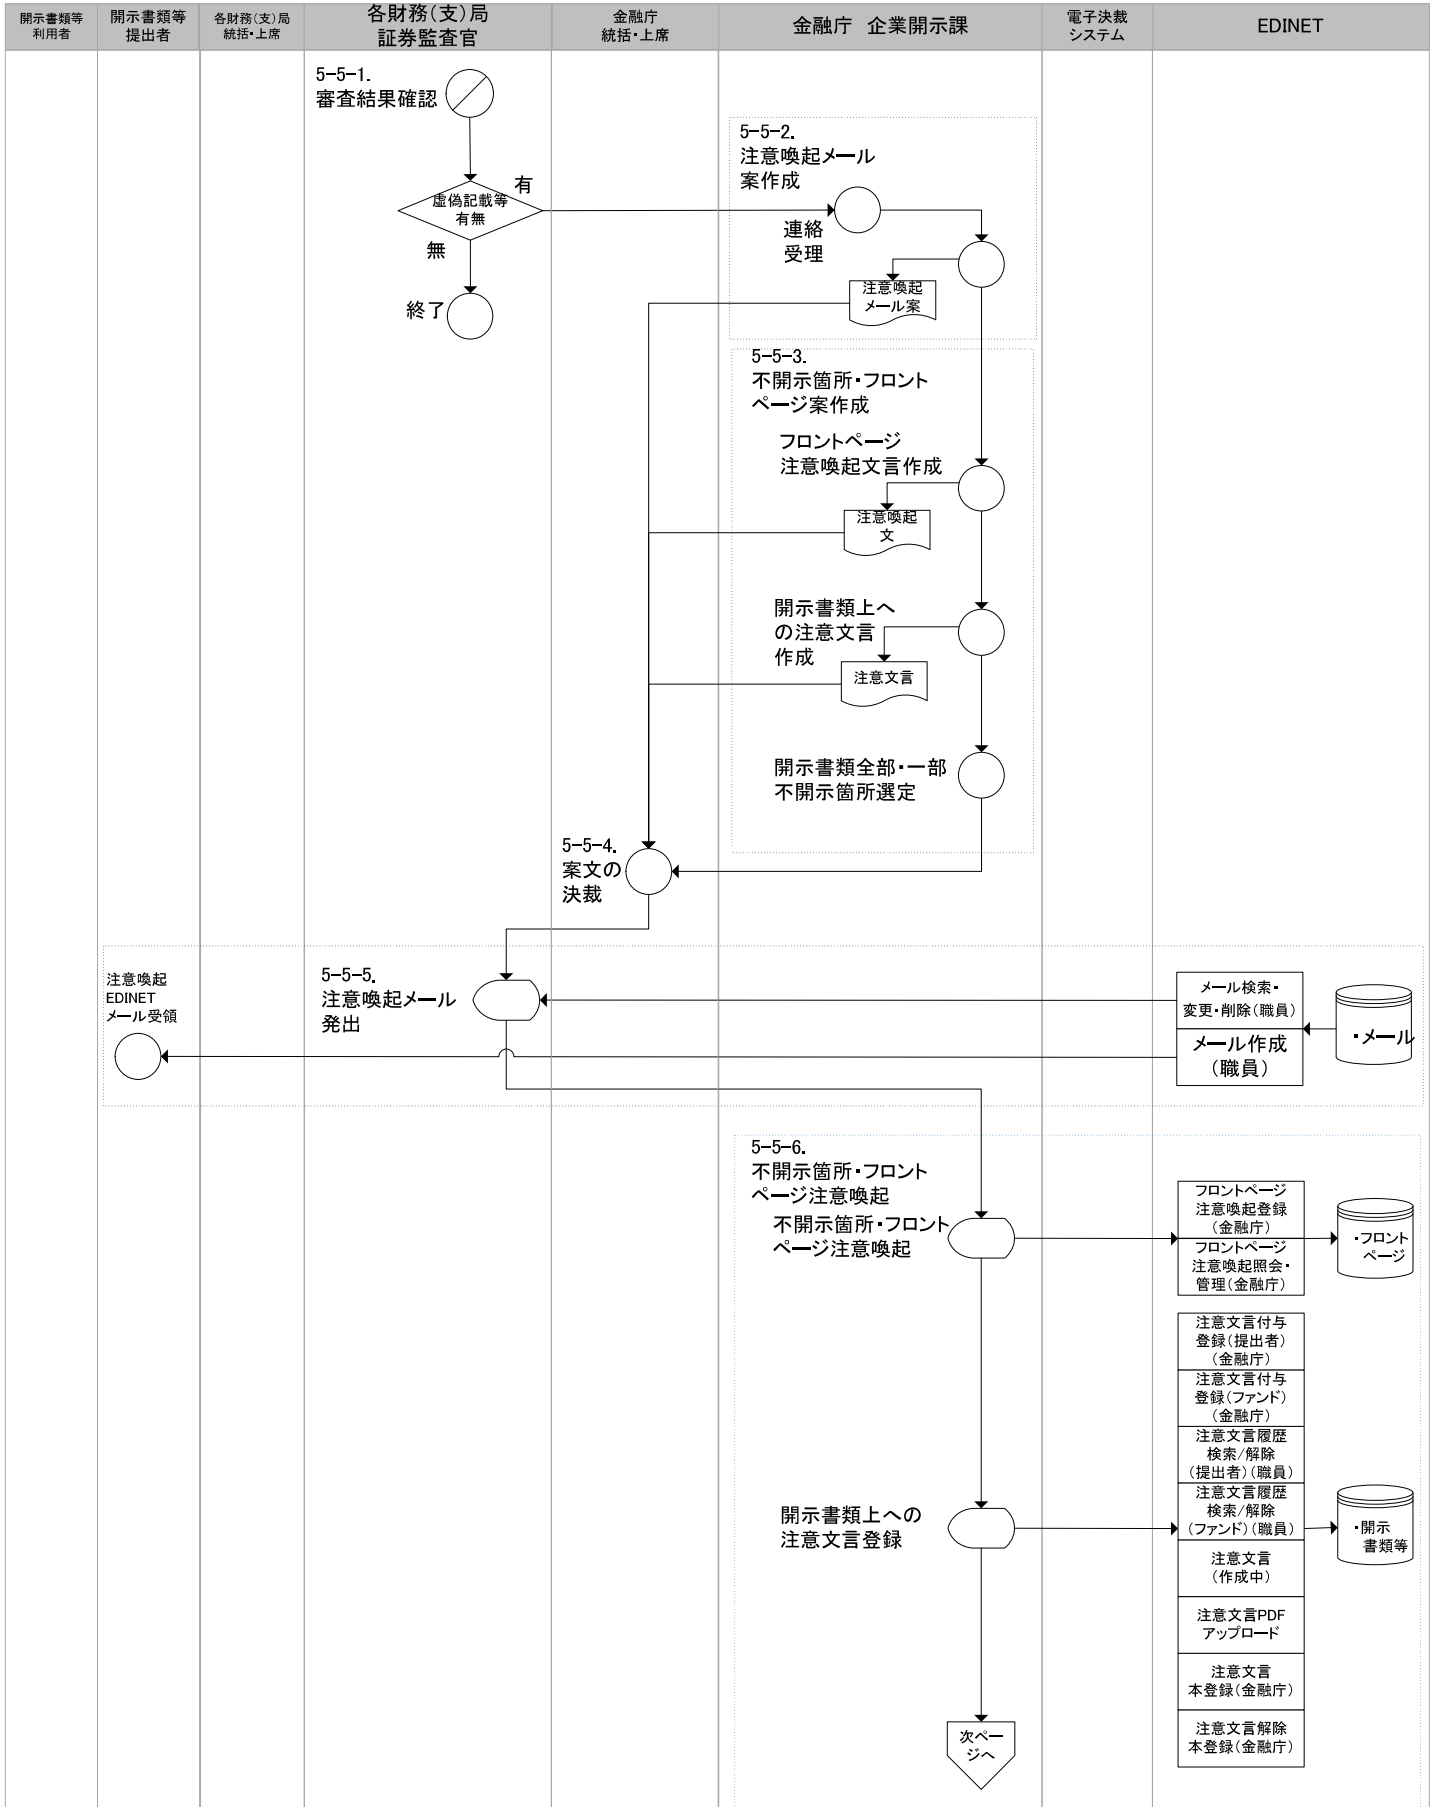 開示書類等
利用者
開示書類等
提出者
各財務(支)局
統括・上席
各財務(支)局
証券監査官
金融庁
統括・上席
金融庁 企業開示課
電子決裁
システム
EDINET
5-5-1.
審査結果確認
虚偽記載等
有無
有
無
終了
5-5-2.
注意喚起メール
案作成
連絡
受理
注意喚起
メール案
5-5-3.
不開示箇所・フロント
ページ案作成
フロントページ
注意喚起文言作成
注意喚起
文
開示書類上へ
の注意文言
作成
注意文言
開示書類全部・一部
不開示箇所選定
5-5-4.
案文の
決裁
注意喚起
EDINET
メール受領
5-5-5.
注意喚起メール
発出
メール検索・
変更・削除(職員)
メール作成
(職員)
・メール
5-5-6.
不開示箇所・フロント
ページ注意喚起
不開示箇所・フロント
ページ注意喚起
フロントページ
注意喚起登録
(金融庁)
フロントページ
注意喚起照会・
管理(金融庁)
・フロント
ページ
注意文言付与
登録(提出者)
(金融庁)
注意文言付与
登録(ファンド)
(金融庁)
注意文言履歴
検索/解除
(提出者)(職員)
開示書類上への
注意文言登録
注意文言履歴
検索/解除
(ファンド)(職員)
・開示
書類等
注意文言
(作成中)
注意文言PDF
アップロード
注意文言
本登録(金融庁)
注意文言解除
本登録(金融庁)
次ペー
ジへ